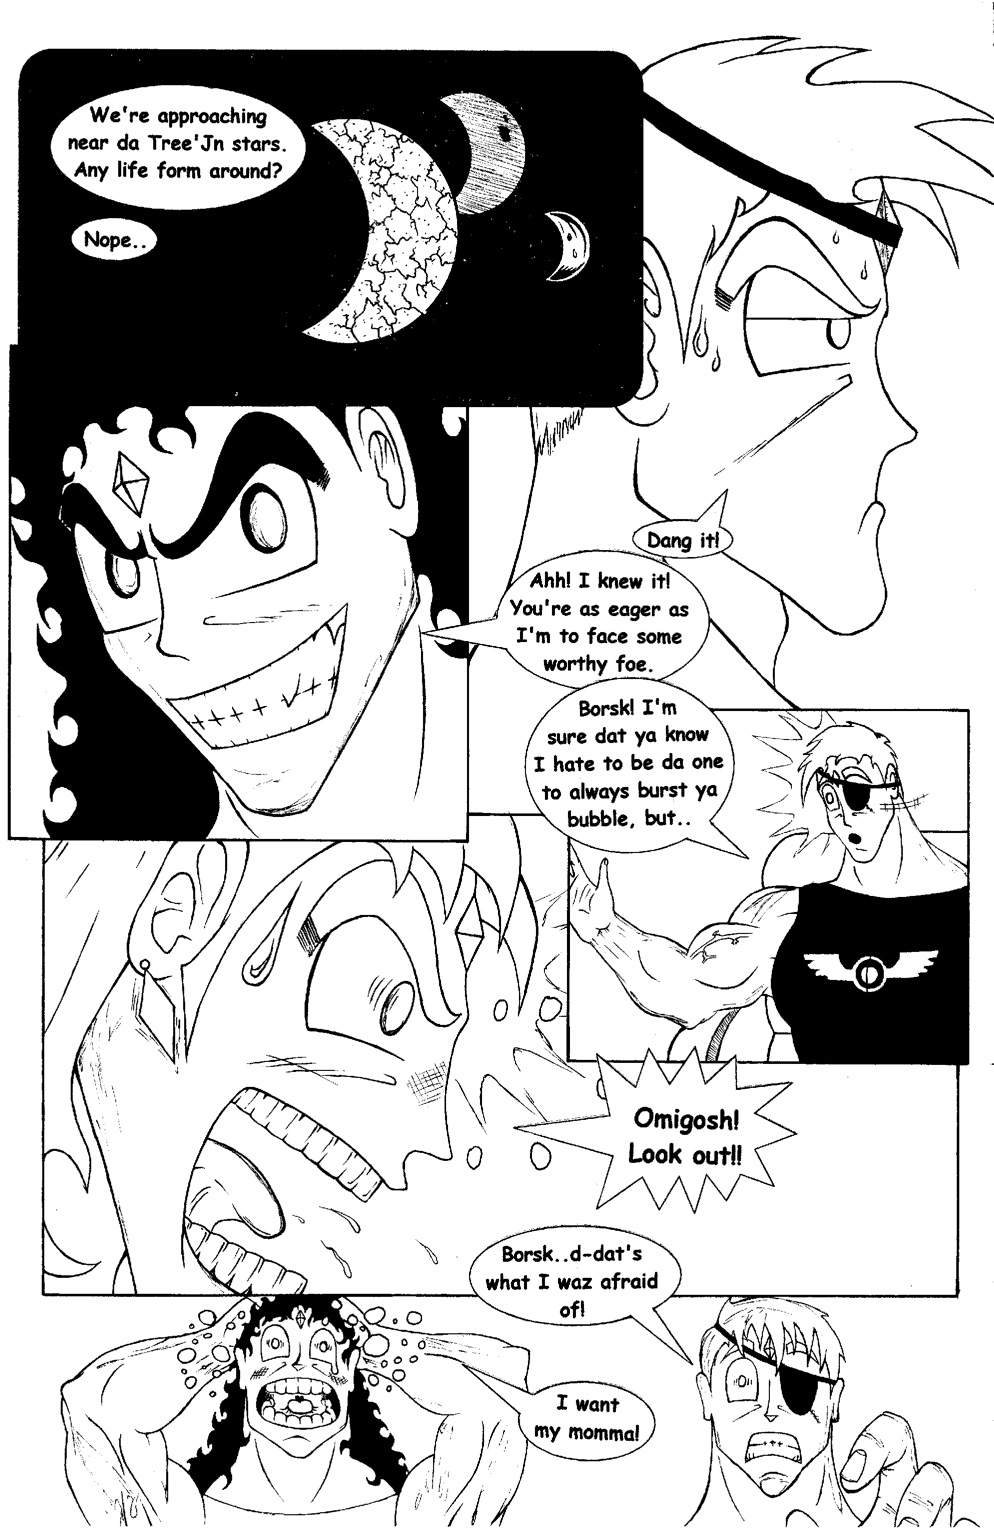 We're approaching
near da Tree'Jn stars.
Any life form around?
Nope..
Dang it!
Ahh! I knew it!
You're as eager as
I'm to face some
worthy foe.
Borsk! I'm
sure dat ya know
I hate to be da one
to always burst ya
bubble, but..
Omigosh!
Look out!!
Borsk..d-dat's
what I waz afraid
of!
I want
my momma!